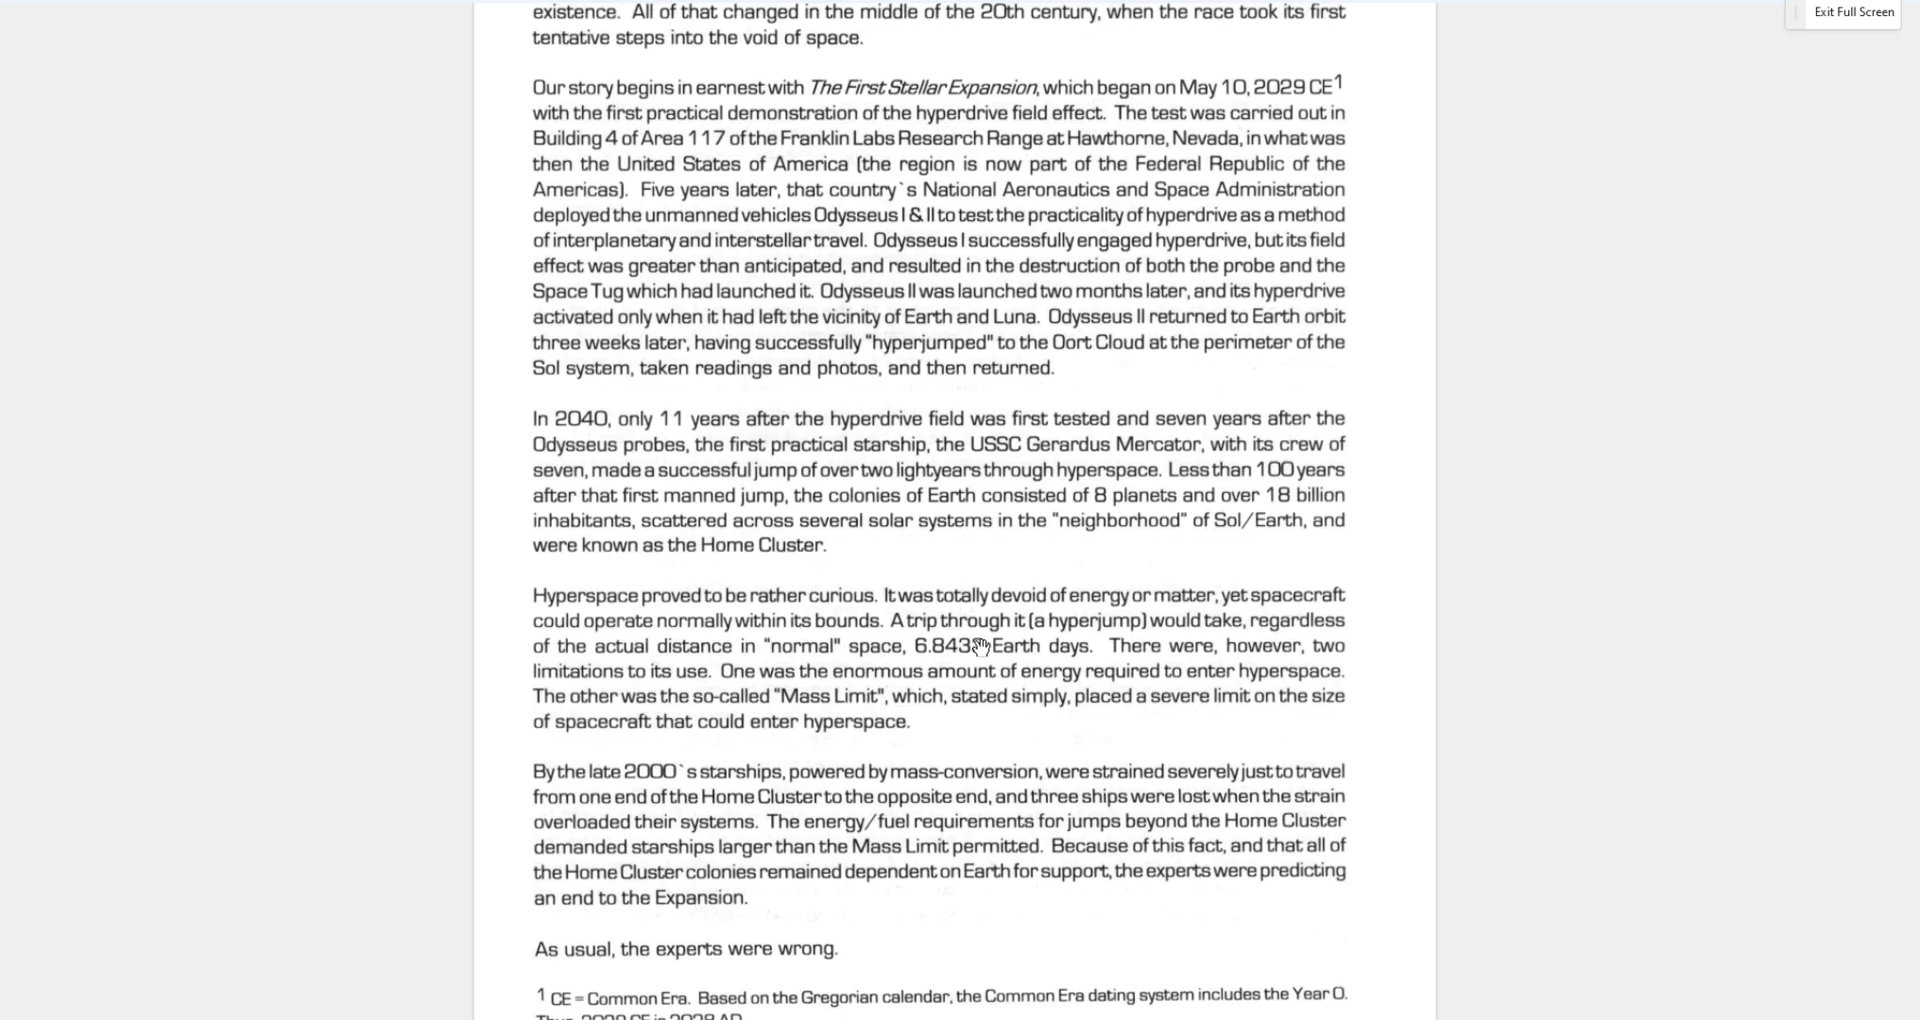 Exit Full Screen
existence. All of that changed in the middle of the 20th century, when the race took its first
tentative steps into the void of space.
Our story begins in earnest with The First Stellar Expansion, which began on May 10, 2029 CE1
with the first practical demonstration of the hyperdrive field effect. The test was carried out in
Building 4 of Area 117 of the Franklin Labs Research Range at Hawthorne, Nevada, in what was
then the United States of America (the region is now part of the Federal Republic of the
Americas). Five years later, that country`s National Aeronautics and Space Administration
deployed the unmanned vehicles Odysseus I & II to test the practicality of hyperdrive as a method
of interplanetary and interstellar travel. Odysseus I successfully engaged hyperdrive, but its field
effect was greater than anticipated, and resulted in the destruction of both the probe and the
Space Tug which had launched it. Odysseus II was launched two months later, and its hyperdrive
activated only when it had left the vicinity of Earth and Luna. Odysseus II returned to Earth orbit
three weeks later, having successfully "hyperjumped" to the Oort Cloud at the perimeter of the
Sol system, taken readings and photos, and then returned.
In 2040, only 11 years after the hyperdrive field was first tested and seven years after the
Odysseus probes, the first practical starship, the USSC Gerardus Mercator, with its crew of
seven, made a successful jump of over two lightyears through hyperspace. Less than 100 years
after that first manned jump, the colonies of Earth consisted of 8 planets and over 18 billion
inhabitants, scattered across several solar systems in the "neighborhood" of Sol/Earth, and
were known as the Home Cluster.
Hyperspace proved to be rather curious. It was totally devoid of energy or matter, yet spacecraft
could operate normally within its bounds. A trip through it (a hyperjump) would take, regardless
of the actual distance in "normal" space, Earth days. There were, however, two
limitations to its use. One was the enormous amount of energy required to enter hyperspace.
The other was the so-called "Mass Limit", which, stated simply, placed a severe limit on the size
of spacecraft that could enter hyperspace.
By the late 2000`s starships, powered by mass-conversion, were strained severely just to travel
from one end of the Home Cluster to the opposite end, and three ships were lost when the strain
overloaded their systems. The energy/fuel requirements for jumps beyond the Home Cluster
demanded starships larger than the Mass Limit permitted. Because of this fact, and that all of
the Home Cluster colonies remained dependent on Earth for support, the experts were predicting
an end to the Expansion.
As usual, the experts were wrong.
1 CE = Common Era. Based on the Gregorian calendar, the Common Era dating system includes the Year 0.